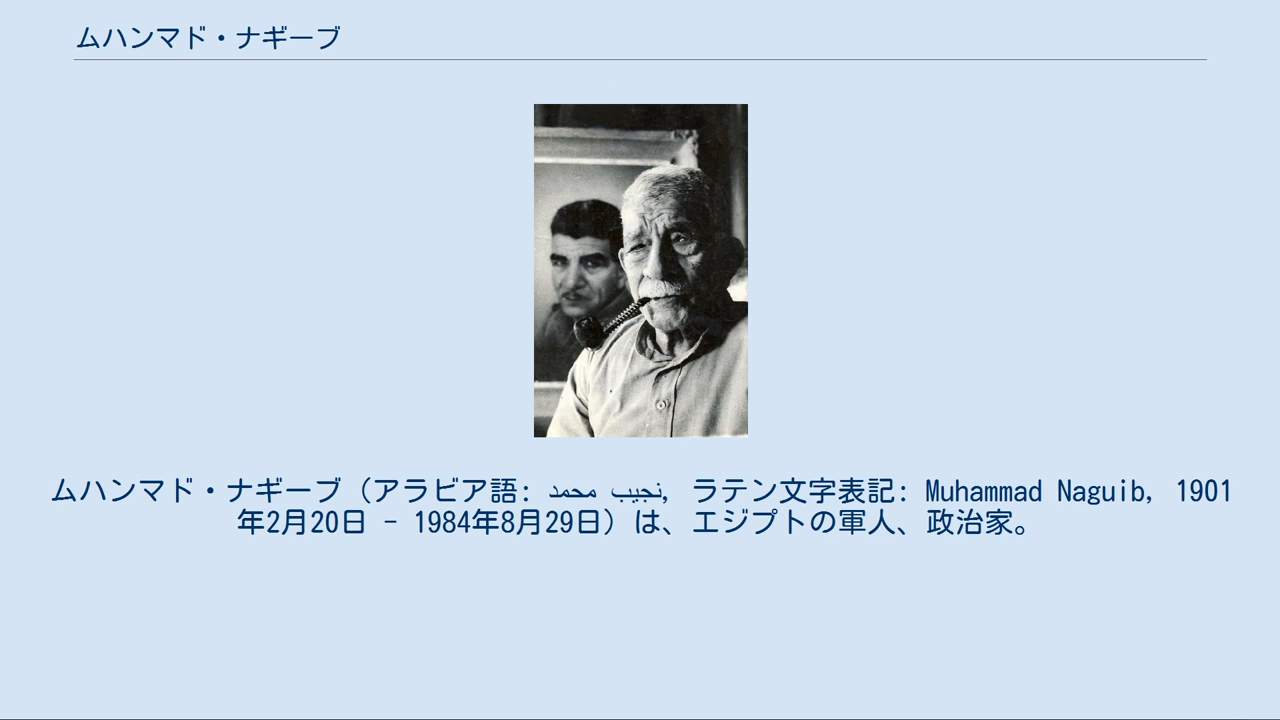 ムハンマド・ナギーブ
ムハンマド・ナギーブ（アラビア語: نجيب محمد, ラテン文字表記: Muhammad Naguib, 1901
年2月20日 - 1984年8月29日）は、エジプトの軍人、政治家。